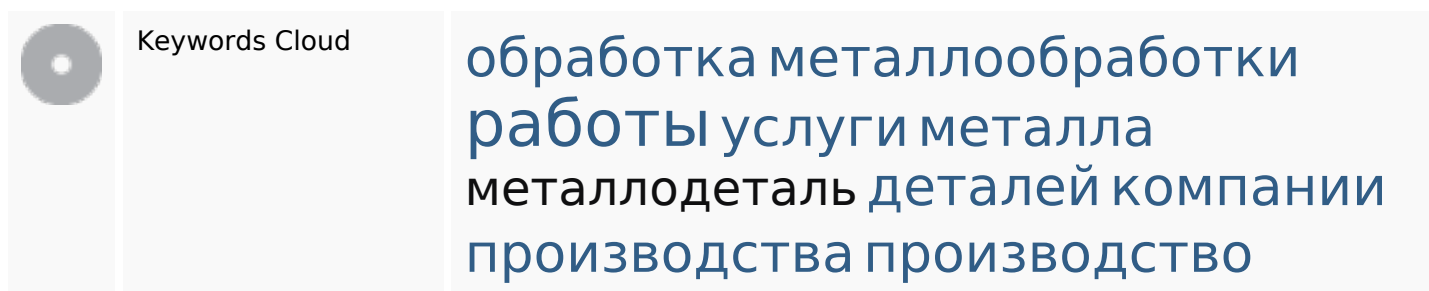 Keywords Cloud
обработка металлообработки
работы услуги металла
металлодеталь деталей компании
производства производство